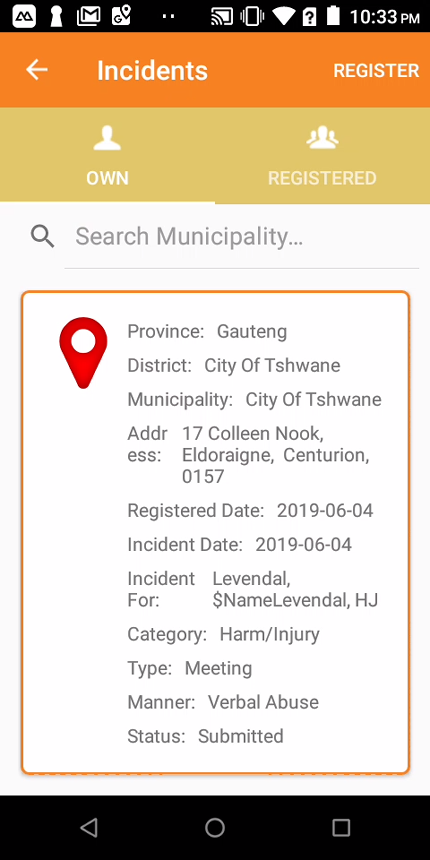 10:33 PM
Incidents
REGISTER
OWN
REGISTERED
Search Municipality...
Province: Gauteng
District: City Of Tshwane
Municipality: City Of Tshwane
Addr 17 Colleen Nook,
ess: Eldoraigne, Centurion,
0157
Registered Date: 2019-06-04
Incident Date: 2019-06-04
Incident Levendal,
For: $NameLevendal, HJ
Category: Harm/Injury
Type: Meeting
Manner: Verbal Abuse
Status: Submitted